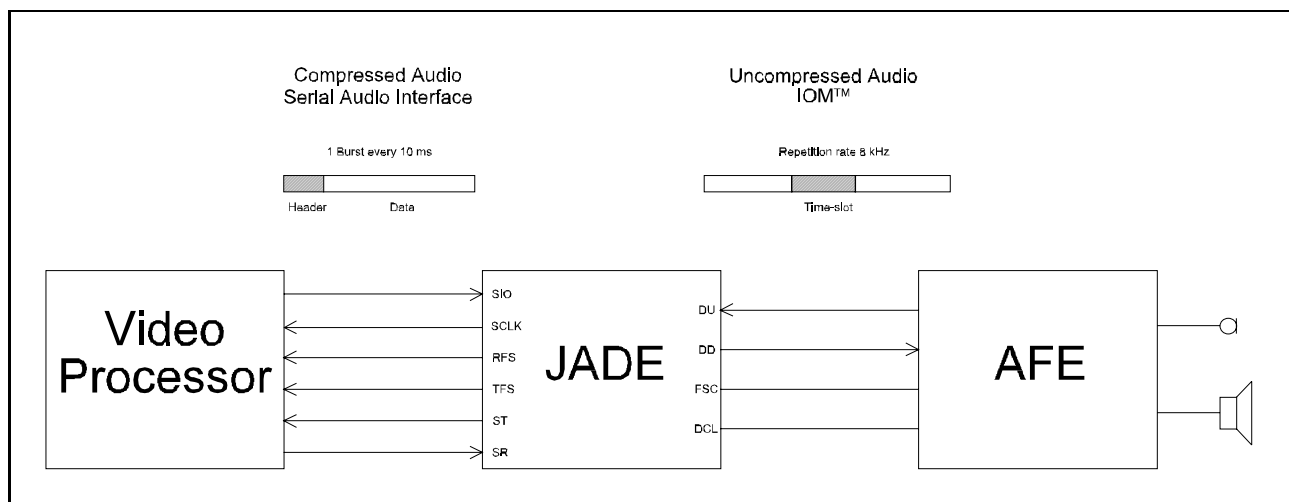 Compressed Audio
Serial Audio Interface
Uncompressed Audio
IOM™
1 Burst every 10 ms
Repetition rate 8 kHz
Header
Data
Time-slot
Video
Processor
SIO
SCLK
RFS
TFS
ST
SR
JADE
DU
DD
FSC
DCL
AFE